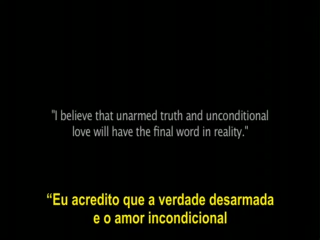 "I believe that unarmed truth and unconditional
love will have the final word in reality."
“Eu acredito que a verdade desarmada
e o amor incondicional